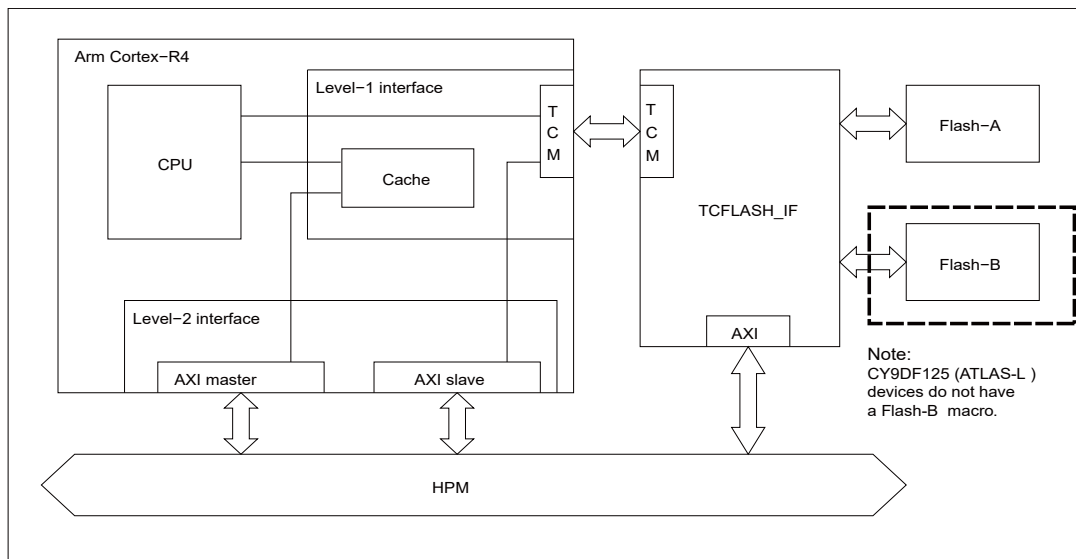 Arm Cortex−R4
Level−1 interface
T
C
M
T
C
M
CPU
Cache
Flash−A
TCFLASH_IF
Flash−B
Level−2 interface
AXI
AXI master
AXI slave
Note:
CY9DF125 (ATLAS-L )
devices do not have
a Flash-B macro.
HPM